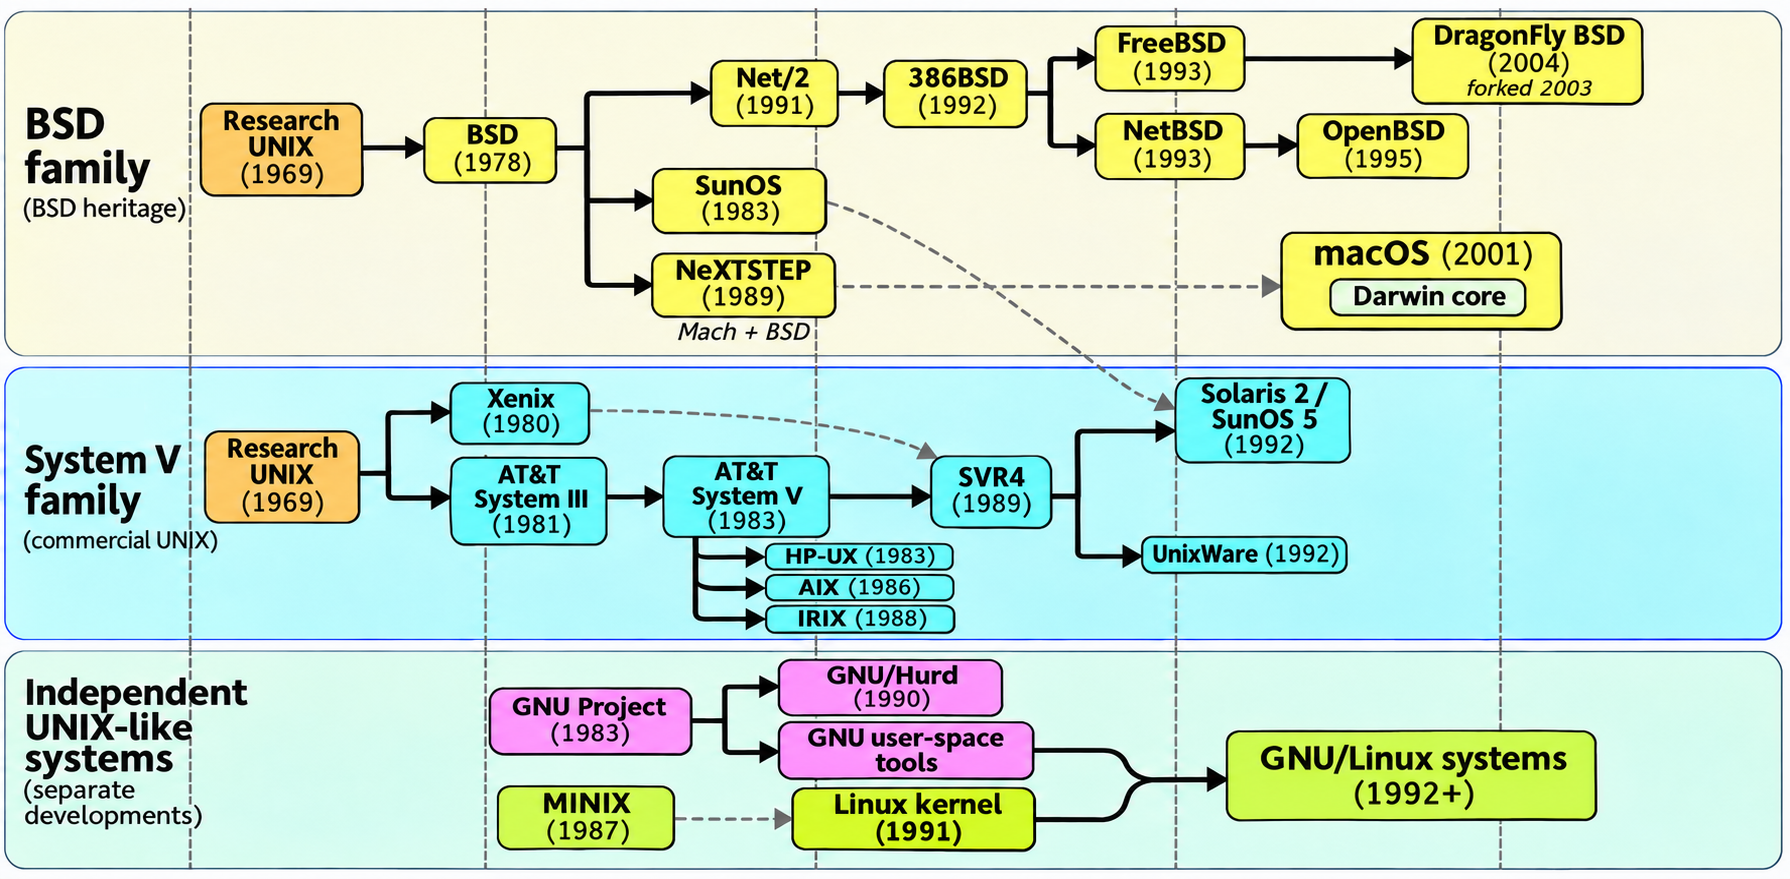 BSD
family
(BSD heritage)
Research
UNIX
(1969)
BSD
(1978)
Net/2
(1991)
386BSD
(1992)
FreeBSD
(1993)
DragonFly BSD
(2004)
forked 2003
NetBSD
(1993)
OpenBSD
(1995)
SunOS
(1983)
NeXTSTEP
(1989)
Mach + BSD
macOS (2001)
Darwin core
System V
family
(commercial UNIX)
Research
UNIX
(1969)
Xenix
(1980)
AT&T
System III
(1981)
AT&T
System V
(1983)
HP-UX (1983)
AIX (1986)
IRIX (1988)
SVR4
(1989)
Solaris 2 /
SunOS 5
(1992)
UnixWare (1992)
Independent
UNIX-like
systems
(separate
developments)
GNU Project
(1983)
GNU/Hurd
(1990)
GNU user-space
tools
MINIX
(1987)
Linux kernel
(1991)
GNU/Linux systems
(1992+)